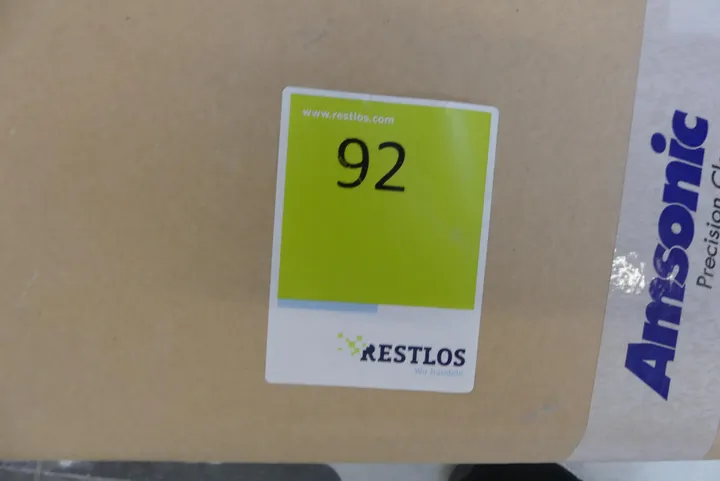 www.restlos.com
92
RESTLOS
Wir handeln!
Amsonic
Precision Cl